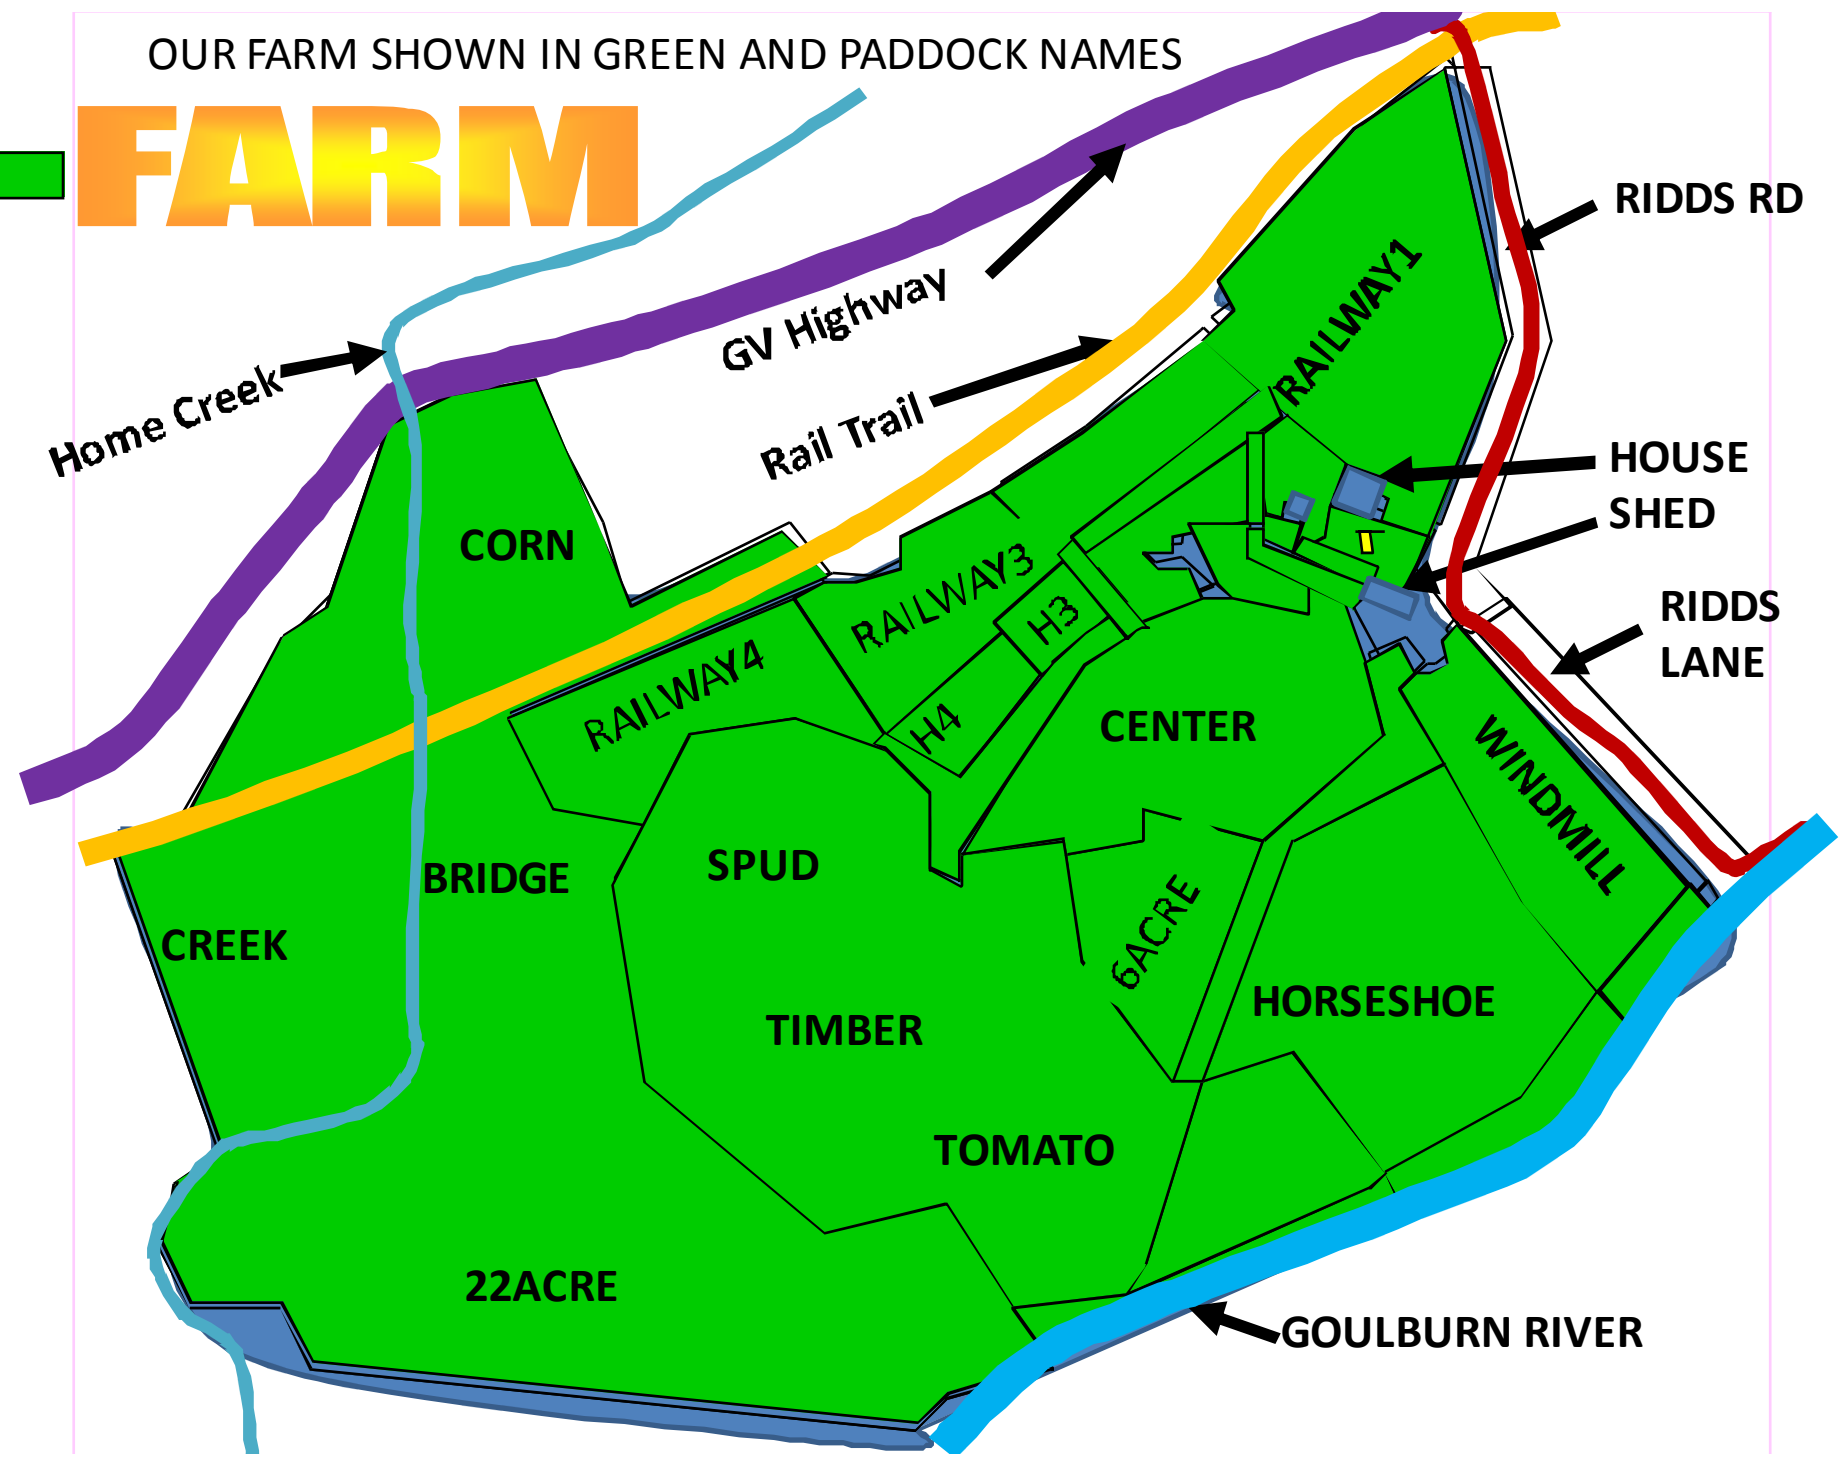 OUR FARM SHOWN IN GREEN AND PADDOCK NAMES
FARM
RIDDS RD
RAILWAY1
GV Highway
Home Creek
Rail Trail
HOUSE
SHED
CORN
RAILWAY3
H3
RIDDS
LANE
RAILWAY4
H4
CENTER
WINDMILL
SPUD
BRIDGE
6ACRE
CREEK
HORSESHOE
TIMBER
TOMATO
22ACRE
GOULBURN RIVER